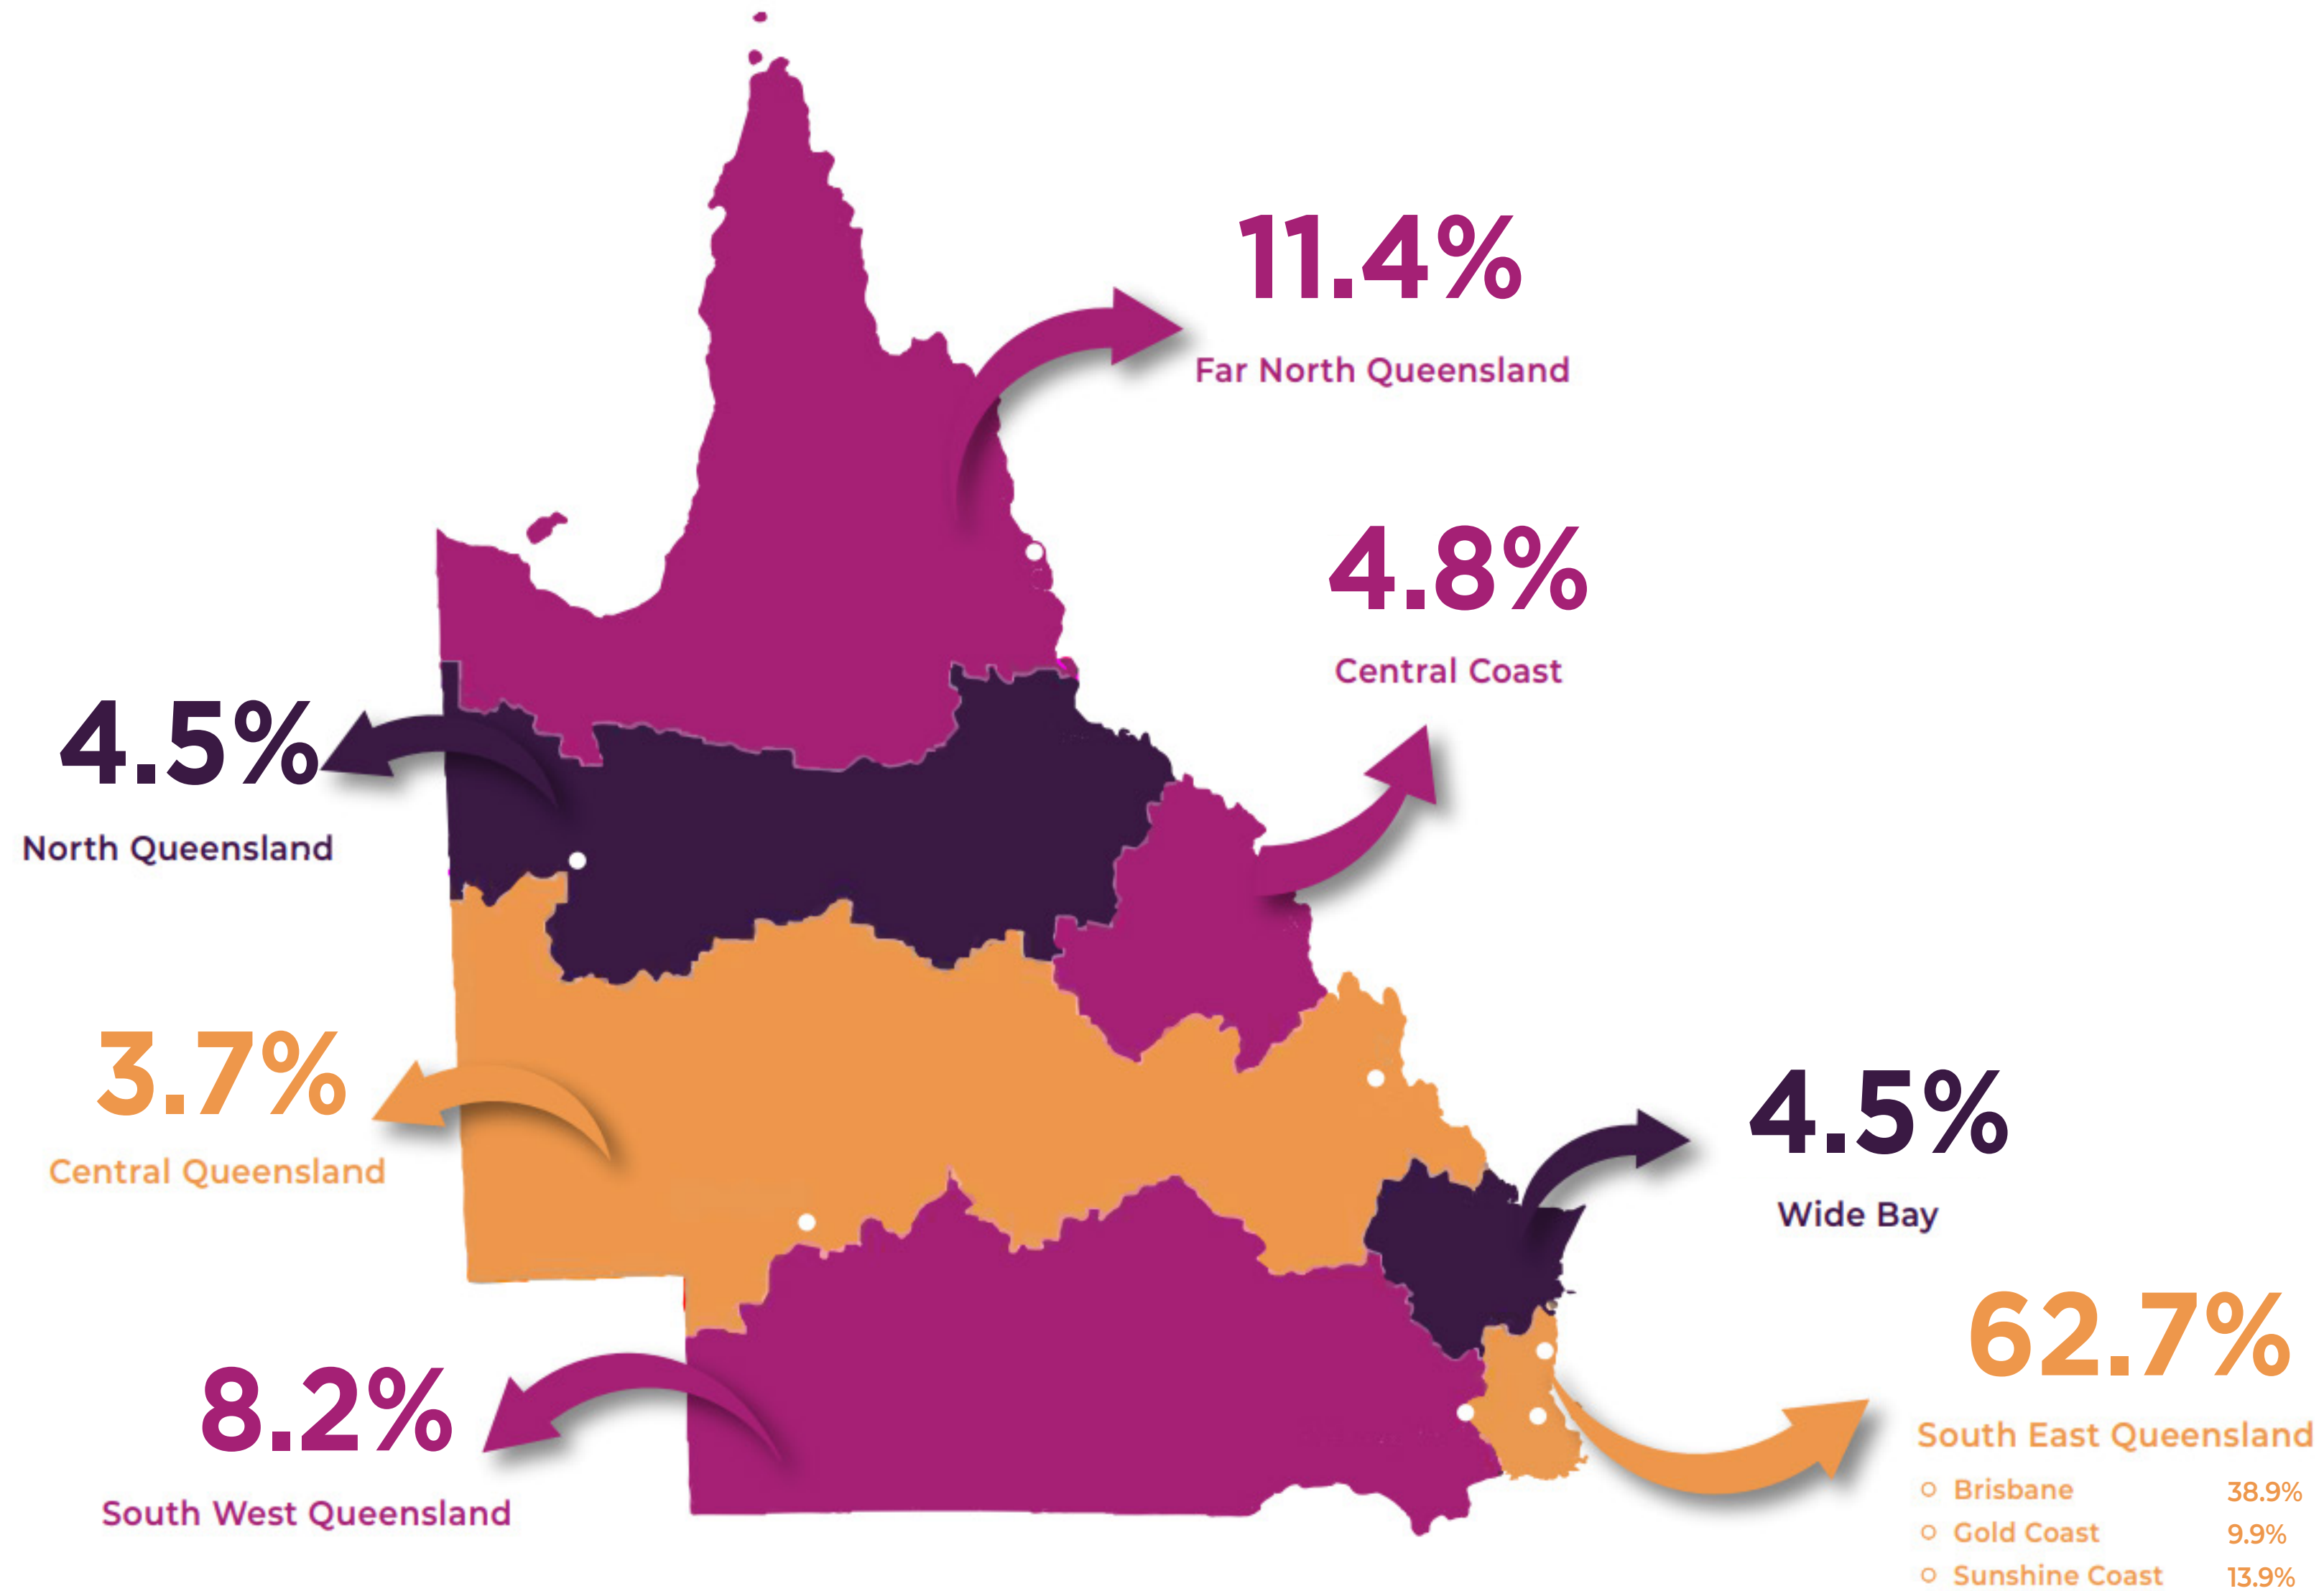 11.4%
Far North Queensland
4.8%
Central Coast
4.5%
North Queensland
3.7%
Central Queensland
4.5%
Wide Bay
62.7%
South East Queensland
Brisbane 38.9%
Gold Coast 9.9%
Sunshine Coast 13.9%
8.2%
South West Queensland